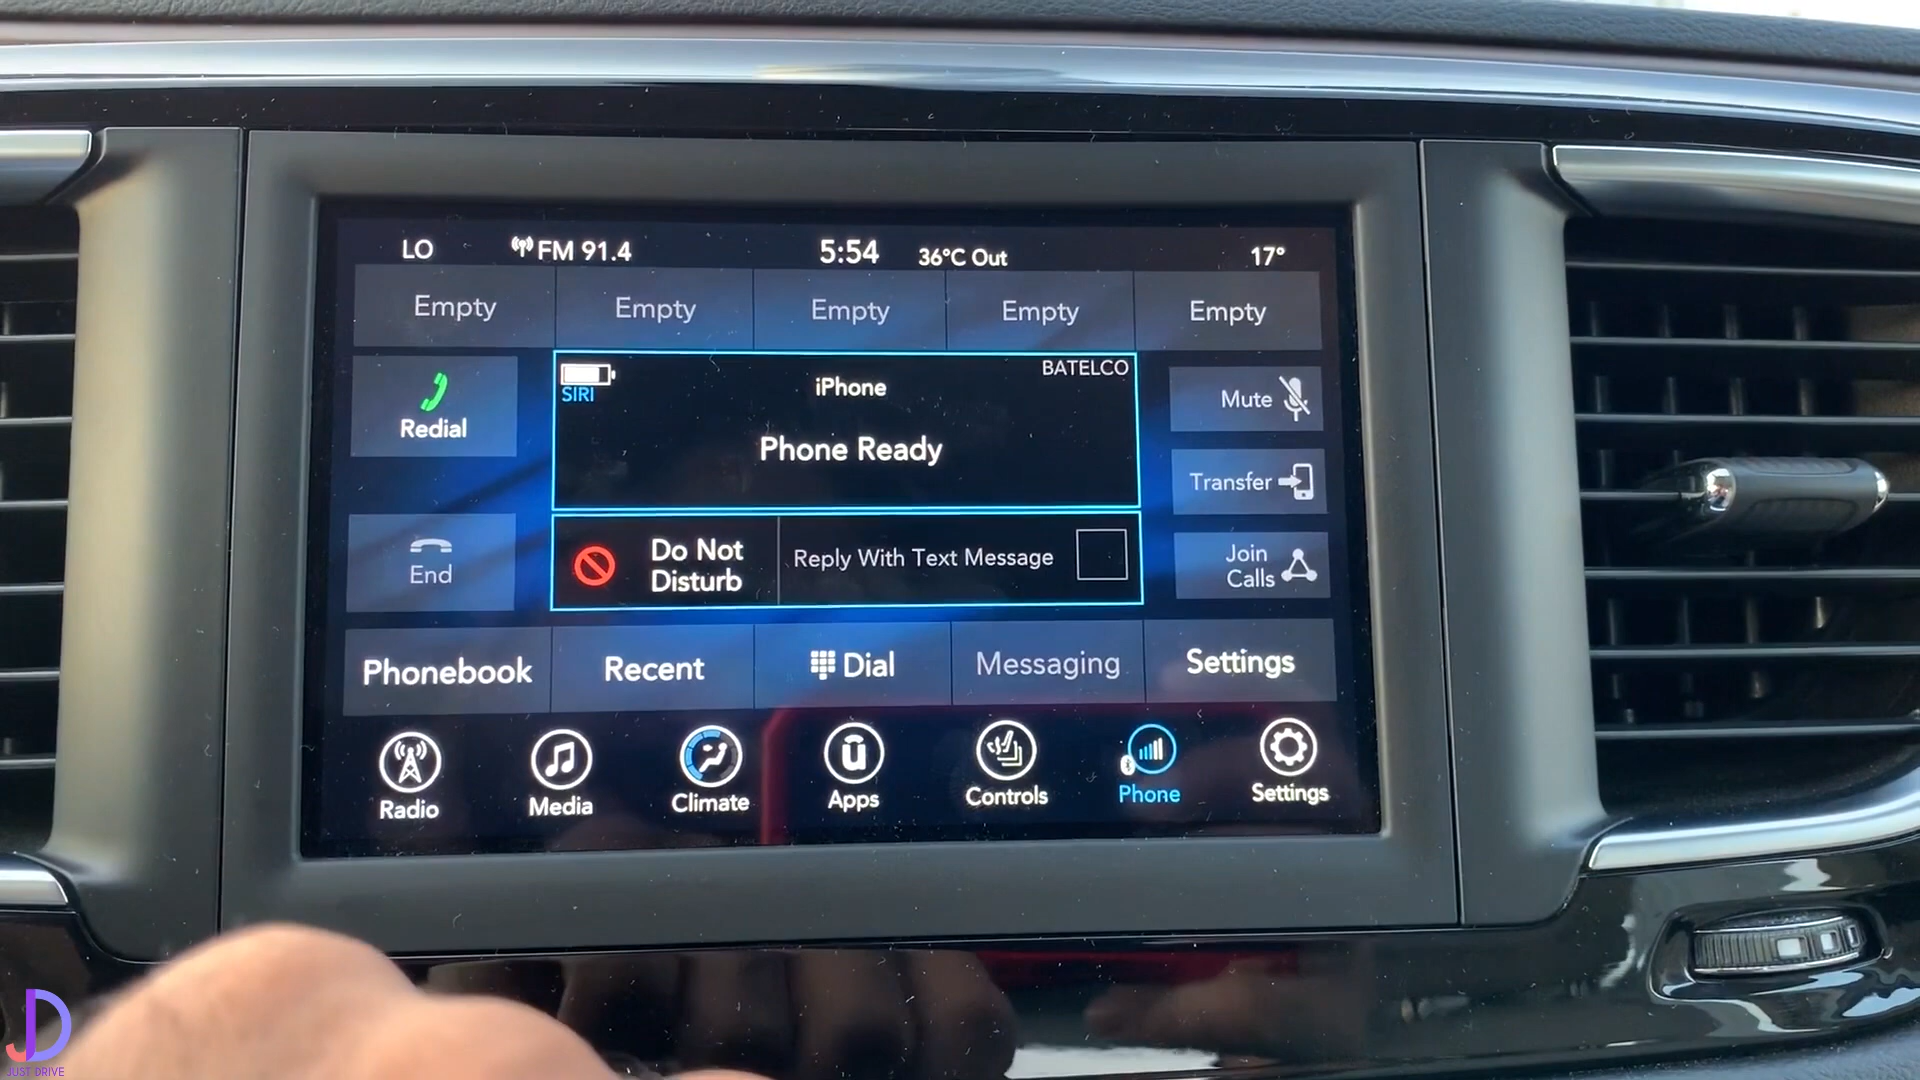 LO FM 91.4 5:54 36°C Out 17°
Empty Empty Empty Empty Empty
BATELCO
SIRI
iPhone
Phone Ready
Redial
Mute
Transfer
End
Do Not
Disturb
Reply With Text Message
Join
Calls
Phonebook Recent Dial Messaging Settings
Radio Media Climate Apps Controls Phone Settings
JD
JUST DRIVE